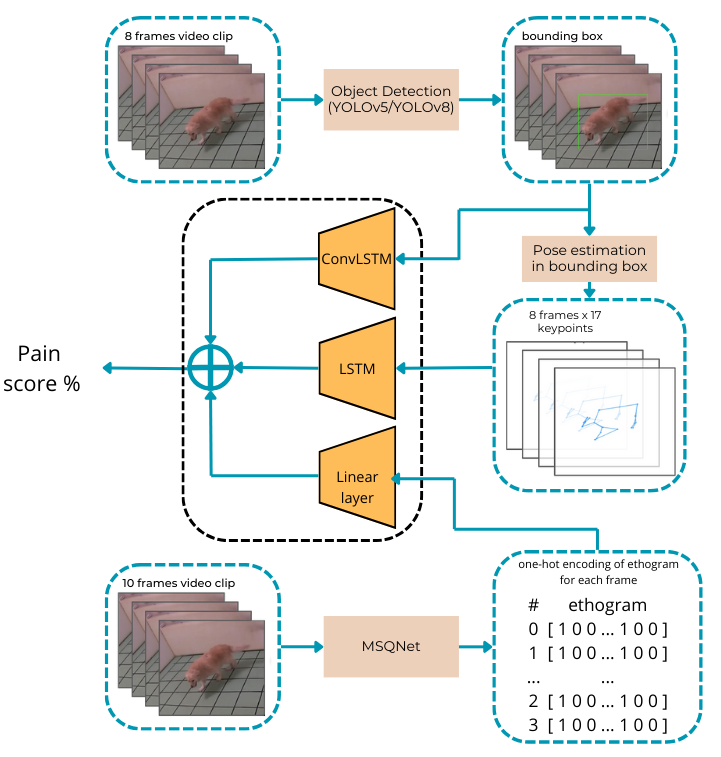 8 frames video clip
Object Detection
(YOLOv5/YOLOv8)
bounding box
Pose estimation
in bounding box
8 frames x 17
keypoints
ConvLSTM
LSTM
Linear
layer
Pain
score %
10 frames video clip
MSQNet
one-hot encoding of ethogram
for each frame
# ethogram
0 [ 1 0 0 ... 1 0 0 ]
1 [ 1 0 0 ... 1 0 0 ]
... ...
2 [ 1 0 0 ... 1 0 0 ]
3 [ 1 0 0 ... 1 0 0 ]